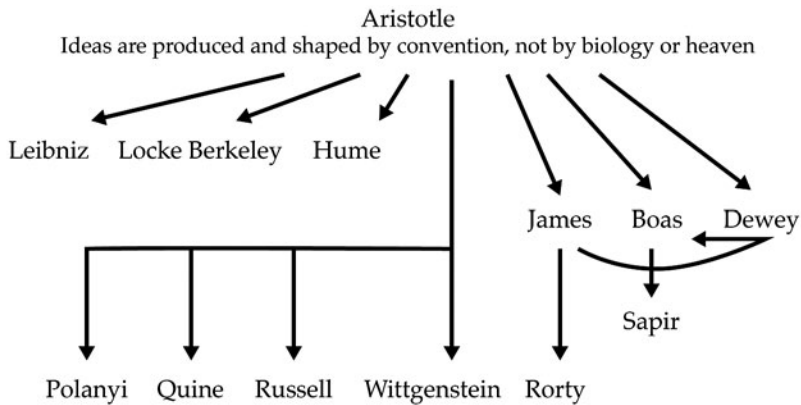 Aristotle
Ideas are produced and shaped by convention, not by biology or heaven
Leibniz Locke Berkeley Hume
James Boas Dewey
Sapir
Polanyi Quine Russell Wittgenstein Rorty